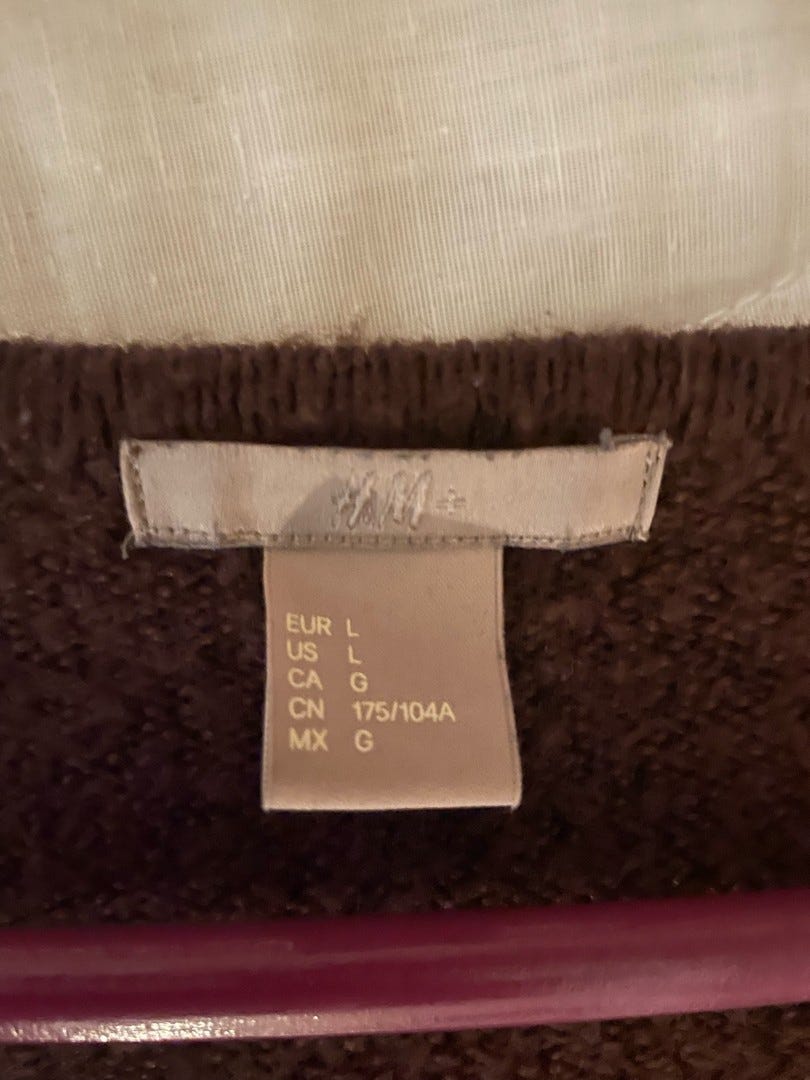 H&M+
EUR L
US L
CA G
CN 175/104A
MX G